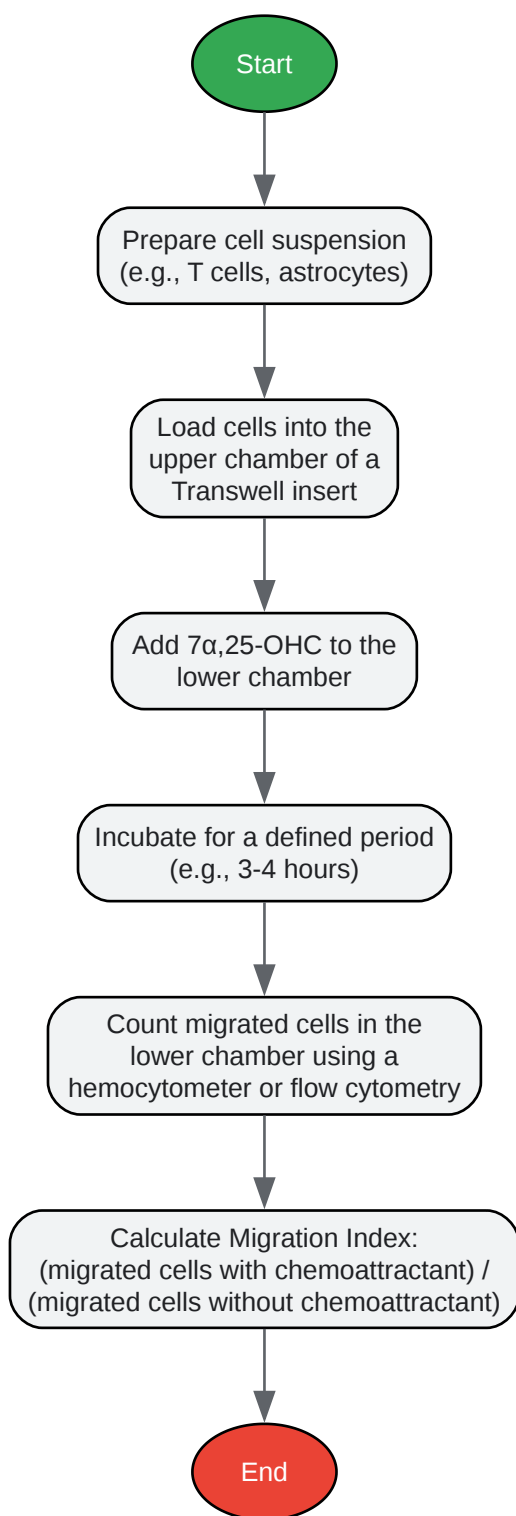 Start
Prepare cell suspension
(e.g., T cells, astrocytes)
Load cells into the
upper chamber of a
Transwell insert
Add 7α,25-OHC to the
lower chamber
Incubate for a defined period
(e.g., 3-4 hours)
Count migrated cells in the
lower chamber using a
hemocytometer or flow cytometry
Calculate Migration Index:
(migrated cells with chemoattractant) /
(migrated cells without chemoattractant)
End